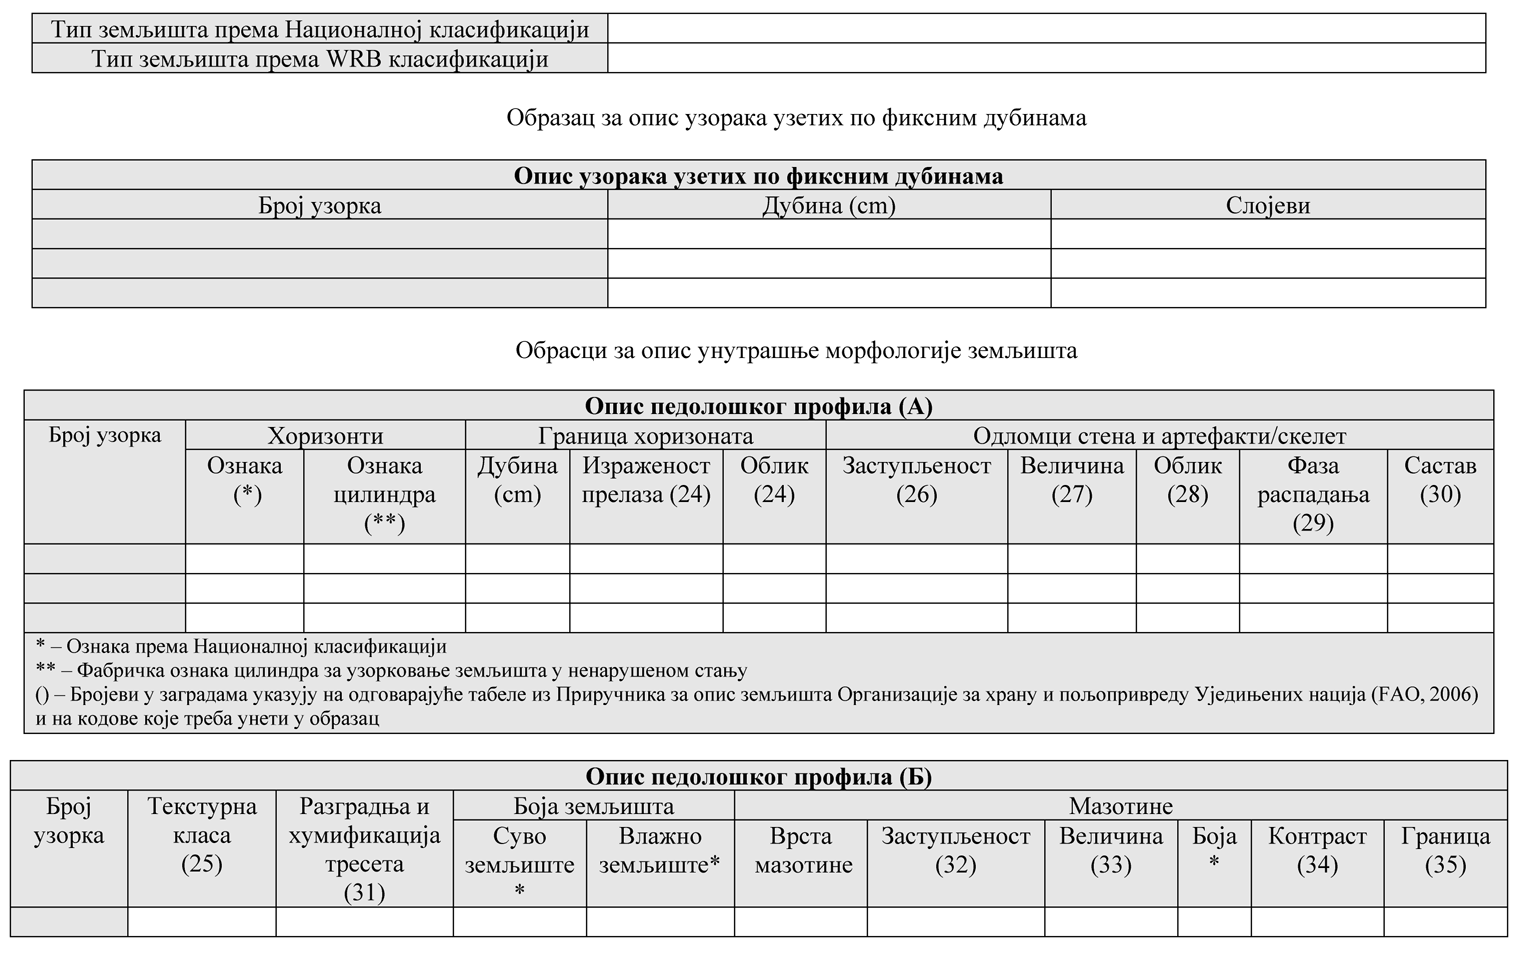 Тип земљишта према Националној класификацији
Тип земљишта према WRB класификацији
Образац за опис узорака узетих по фиксним дубинама
Опис узорака узетих по фиксним дубинама
Број узорка Дубина (cm) Слојеви
Обрасци за опис унутрашње морфологије земљишта
Опис педолошког профила (А)
Број узорка Хоризонти Граница хоризоната Одломци стена и артефакти/скелет
Ознака Ознака Дубина Израженост Облик Заступљеност Величина Облик Фаза Састав
(*) цилиндра (cm) прелаза (24) (24) (26) (27) (28) распадања (30)
(**) (29)
* – Ознака према Националној класификацији
** – Фабричка ознака цилиндра за узорковање земљишта у ненарушеном стању
() – Бројеви у заградама указују на одговарајуће табеле из Приручника за опис земљишта Организације за храну и пољопривреду Уједињених нација (FAO, 2006)
и на кодове које треба унети у образац
Опис педолошког профила (Б)
Број Текстурна Разградња и Боја земљишта Мазотине
узорка класа хумификација Суво Влажно Врста Заступљеност Величина Боја Контраст Граница
(25) тресета земљиште земљиште* мазотине (32) (33) * (34) (35)
(31) *